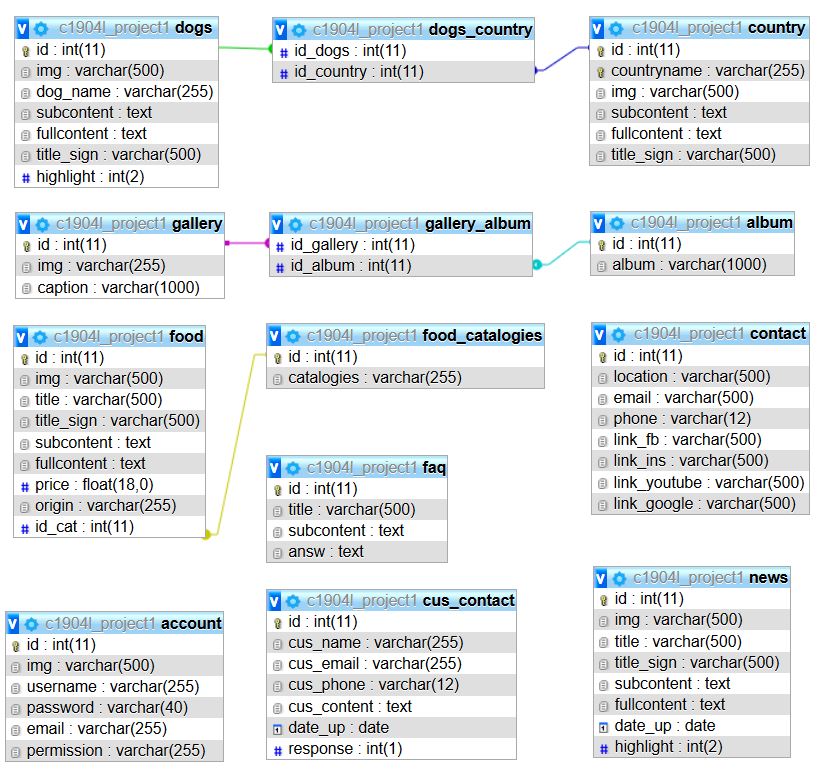 c1904l_project1 dogs
id : int(11)
img : varchar(500)
dog_name : varchar(255)
subcontent : text
fullcontent : text
title_sign : varchar(500)
highlight : int(2)
c1904l_project1 dogs_country
id_dogs : int(11)
id_country : int(11)
c1904l_project1 country
id : int(11)
countryname : varchar(255)
img : varchar(500)
subcontent : text
fullcontent : text
title_sign : varchar(500)
c1904l_project1 gallery
id : int(11)
img : varchar(255)
caption : varchar(1000)
c1904l_project1 gallery_album
id_gallery : int(11)
id_album : int(11)
c1904l_project1 album
id : int(11)
album : varchar(1000)
c1904l_project1 food
id : int(11)
img : varchar(500)
title : varchar(500)
title_sign : varchar(500)
subcontent : text
fullcontent : text
price : float(18,0)
origin : varchar(255)
id_cat : int(11)
c1904l_project1 food_catalogies
id : int(11)
catalogies : varchar(255)
c1904l_project1 contact
id : int(11)
location : varchar(500)
email : varchar(500)
phone : varchar(12)
link_fb : varchar(500)
link_ins : varchar(500)
link_youtube : varchar(500)
link_google : varchar(500)
c1904l_project1 faq
id : int(11)
title : varchar(500)
subcontent : text
answ : text
c1904l_project1 account
id : int(11)
img : varchar(500)
username : varchar(255)
password : varchar(40)
email : varchar(255)
permission : varchar(255)
c1904l_project1 cus_contact
id : int(11)
cus_name : varchar(255)
cus_email : varchar(255)
cus_phone : varchar(12)
cus_content : text
date_up : date
response : int(1)
c1904l_project1 news
id : int(11)
img : varchar(500)
title : varchar(500)
title_sign : varchar(500)
subcontent : text
fullcontent : text
date_up : date
highlight : int(2)